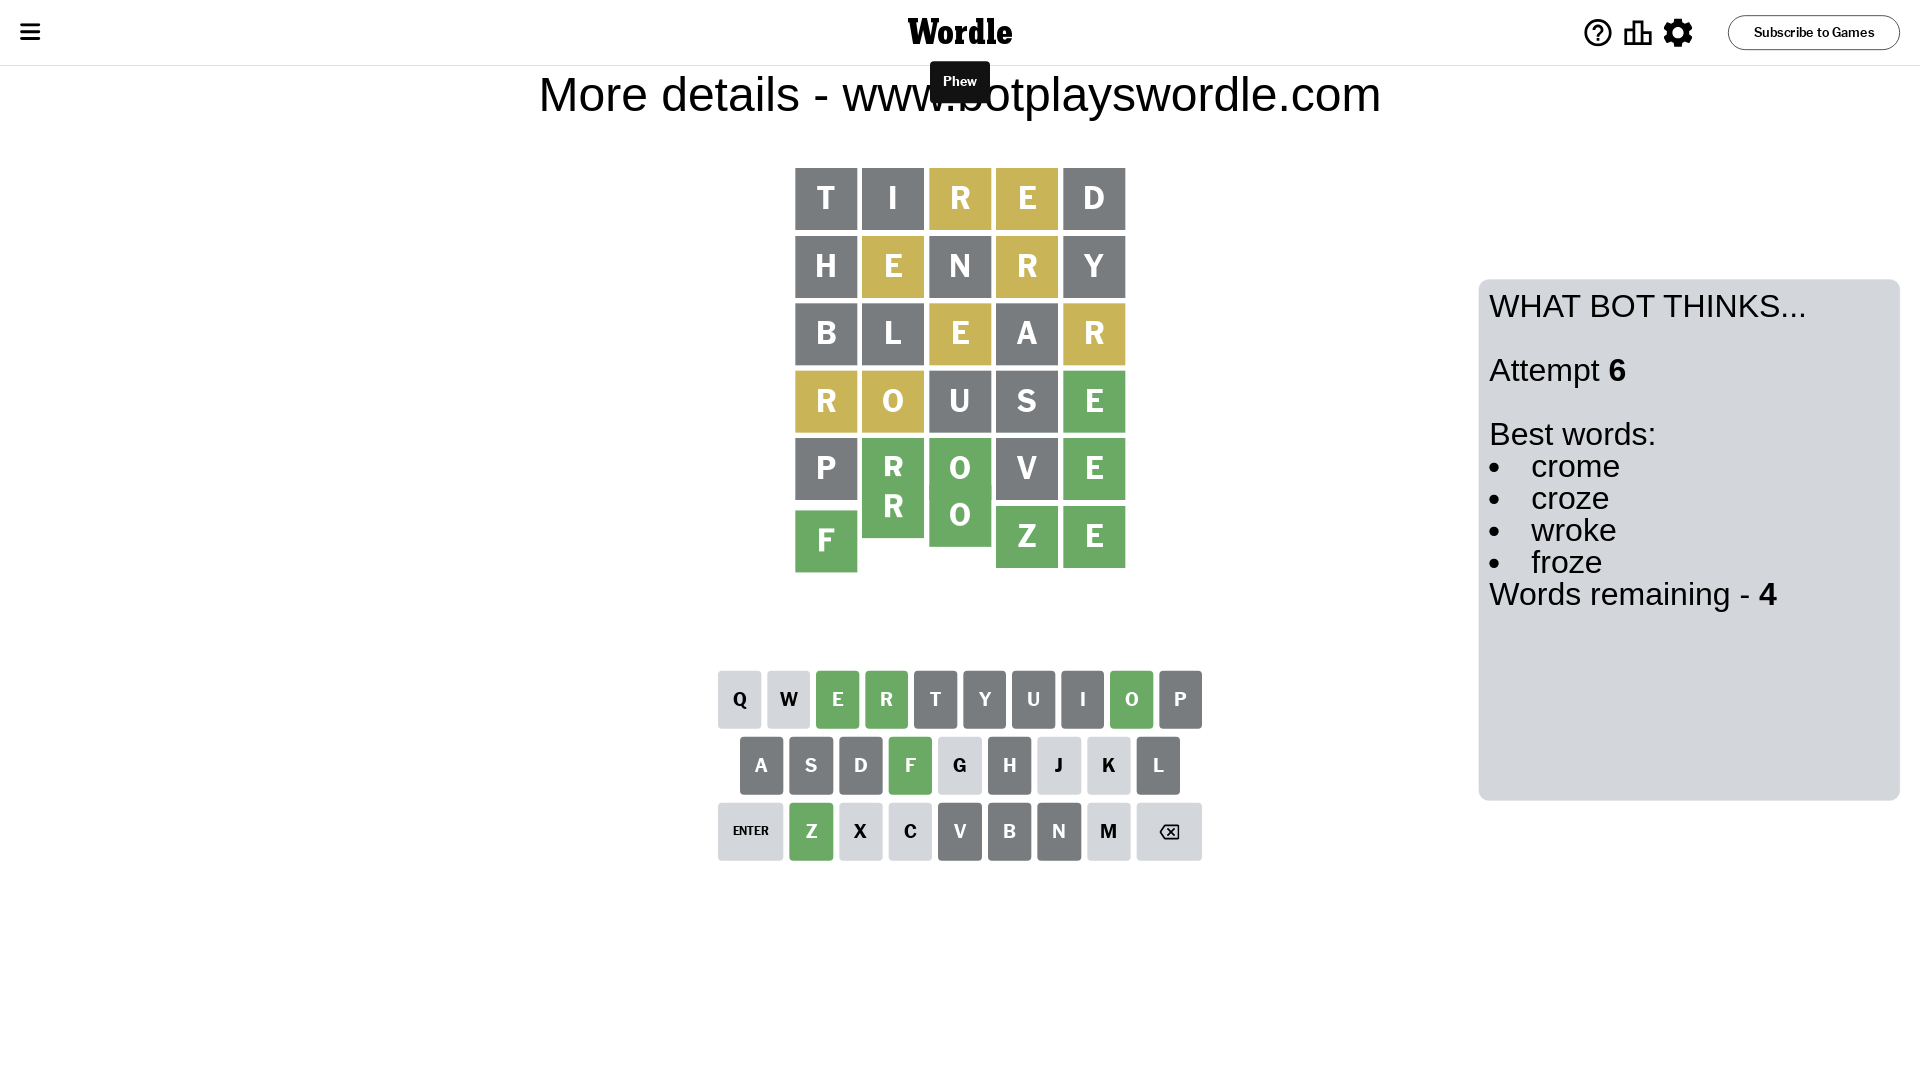 Wordle
Subscribe to Games
Phew
More details - www.botplayswordle.com
T I R E D
H E N R Y
B L E A R
R O U S E
P R O V E
F R O Z E
WHAT BOT THINKS...
Attempt 6
Best words:
• crome
• croze
• wroke
• froze
Words remaining - 4
Q W E R T Y U I O P
A S D F G H J K L
ENTER Z X C V B N M